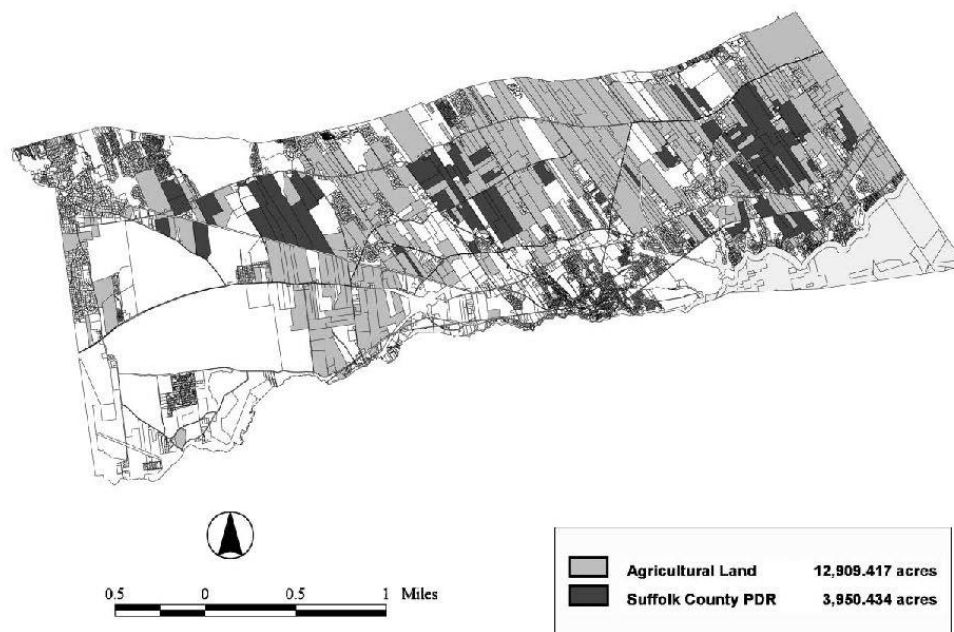 0.5 0 0.5 1 Miles
Agricultural Land 12,909.417 acres
Suffolk County PDR 3,950.434 acres